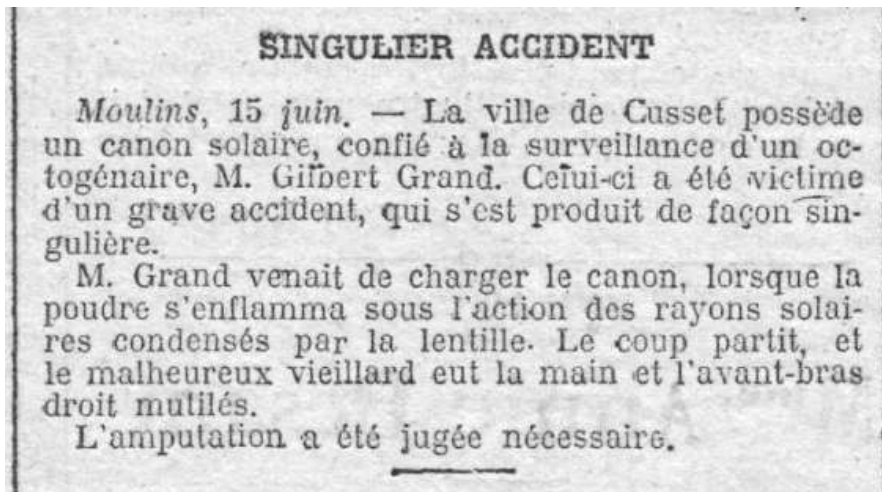 SINGULIER ACCIDENT
Moulins, 15 juin. — La ville de Cusset possède
un canon solaire, confié à la surveillance d'un oc-
togénaire, M. Gilbert Grand. Celui-ci a été victime
d'un grave accident, qui s'est produit de façon sin-
gulière.
M. Grand venait de charger le canon, lorsque la
poudre s'enflamma sous l'action des rayons solai-
res condensés par la lentille. Le coup partit, et
le malheureux vieillard eut la main et l'avant-bras
droit mutilés.
L'amputation a été jugée nécessaire.